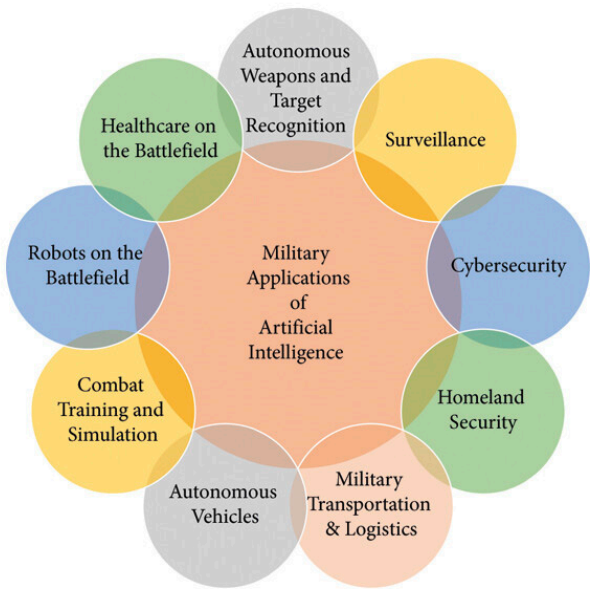 Autonomous
Weapons and
Target
Recognition
Surveillance
Cybersecurity
Homeland
Security
Military
Transportation
& Logistics
Autonomous
Vehicles
Combat
Training and
Simulation
Robots on the
Battlefield
Healthcare on
the Battlefield
Military
Applications
of
Artificial
Intelligence